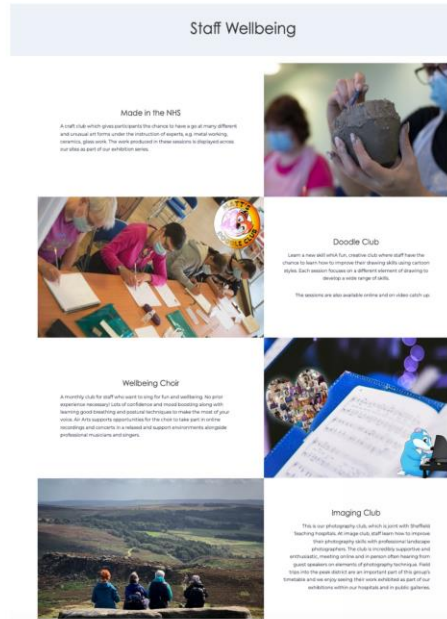 Staff Wellbeing
Made in the NHS
A craft club which gives participants the chance to have a go at many different
and unusual art forms under the instruction of experts, e.g. metal working,
ceramics, glass work. The work produced in these sessions is displayed across
our sites as part of our exhibition series.
DOODLE CLUB
Doodle Club
Learn a new skill whA fun, creative club where staff have the
chance to learn how to improve their drawing skills using cartoon
styles. Each session focuses on a different element of drawing to
develop a wide range of skills.
The sessions are also available online and on video catch up
Wellbeing Choir
A monthly club for staff who want to sing for fun and wellbeing. No prior
experience necessary! Lots of confidence and mood boosting along with
learning good breathing and postural techniques to make the most of your
voice. Air Arts supports opportunities for the choir to take part in online
recordings and concerts in a relaxed and support environments alongside
professional musicians and singers.
Imaging Club
This is our photography club, which is joint with Sheffield
Teaching hospitals. At image club, staff learn how to improve
their photography skills with professional landscape
photographers. The club is incredibly supportive and
enthusiastic, meeting online and in person often hearing from
guest speakers on elements of photography technique. Field
trips into the peak district are an important part of this group's
timetable and we enjoy seeing their work exhibited as part of our
exhibitions within our hospitals and in public galleries.